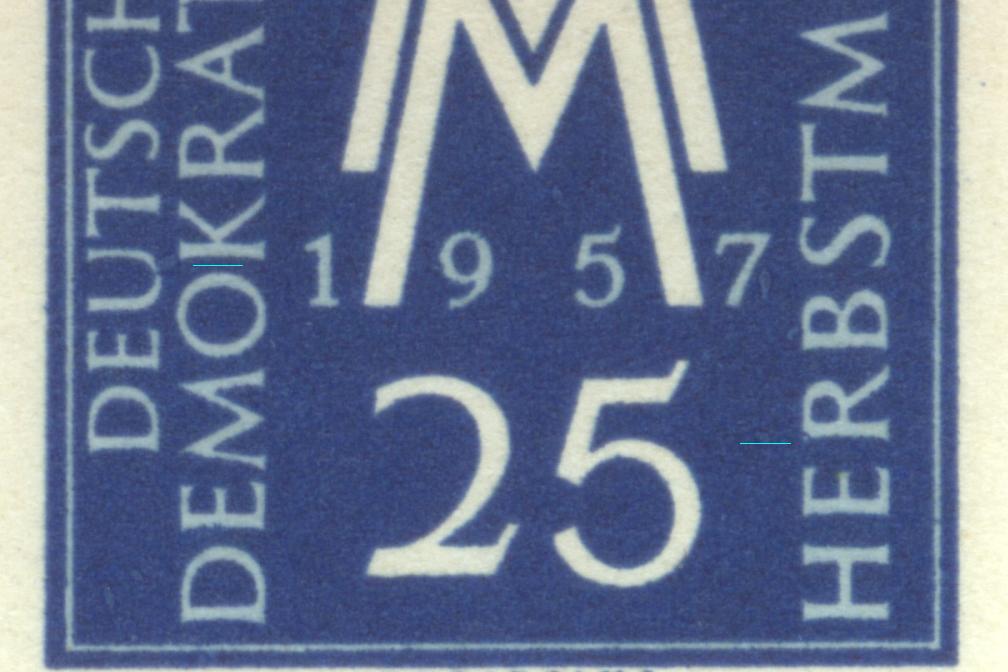 DEUTSCH
DEMOKRAT
M
1957
25
HERBSTM